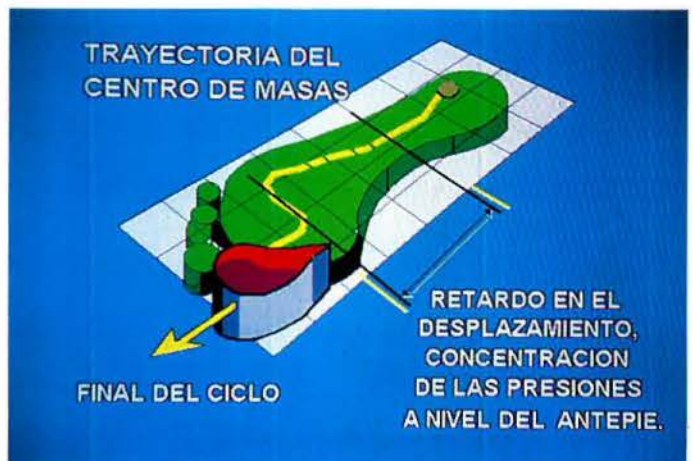 TRAYECTORIA DEL
CENTRO DE MASAS
RETARDO EN EL
DESPLAZAMIENTO,
CONCENTRACION
DE LAS PRESIONES
A NIVEL DEL ANTEPIE.
FINAL DEL CICLO